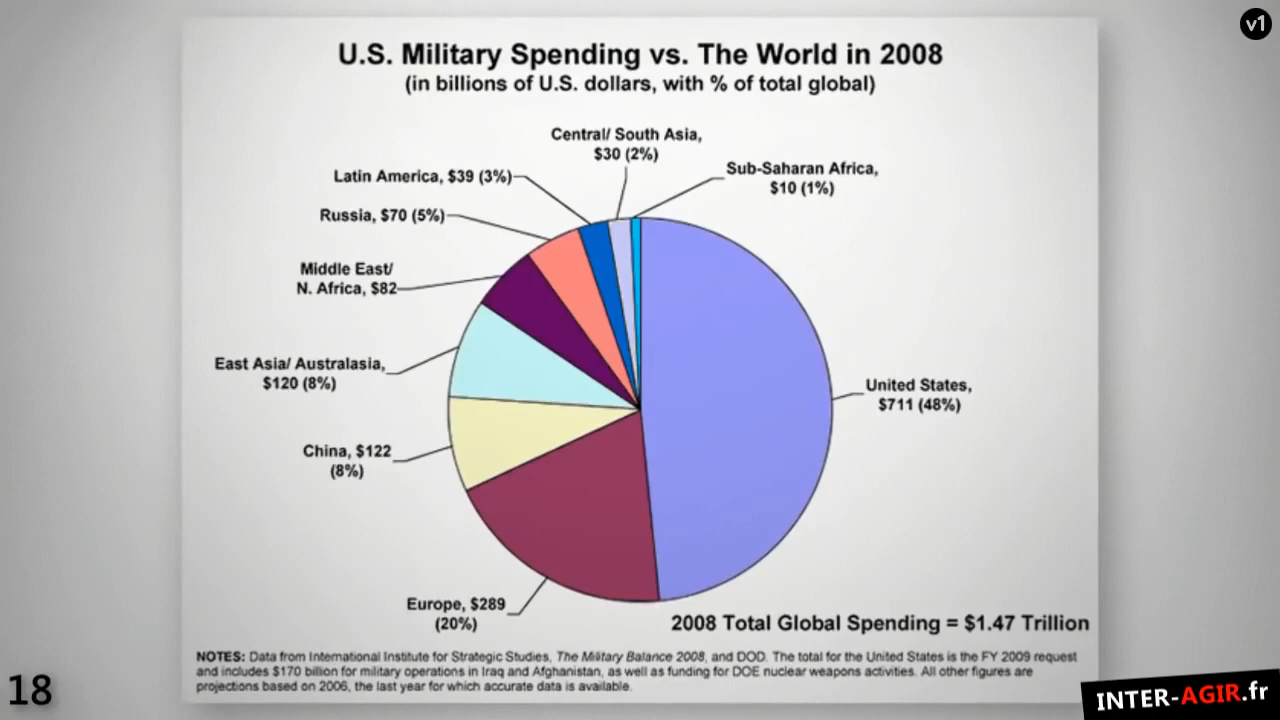 v1
U.S. Military Spending vs. The World in 2008
(in billions of U.S. dollars, with % of total global)
Central/ South Asia,
$30 (2%)
Sub-Saharan Africa,
$10 (1%)
Latin America, $39 (3%)
Russia, $70 (5%)
Middle East/
N. Africa, $82
East Asia/ Australasia,
$120 (8%)
United States,
$711 (48%)
China, $122
(8%)
Europe, $289
(20%)
2008 Total Global Spending = $1.47 Trillion
NOTES: Data from International Institute for Strategic Studies, The Military Balance 2008, and DOD. The total for the United States is the FY 2009 request
and includes $170 billion for military operations in Iraq and Afghanistan, as well as funding for DOE nuclear weapons activities. All other figures are
projections based on 2006, the last year for which accurate data is available.
18
INTER-AGIR.fr